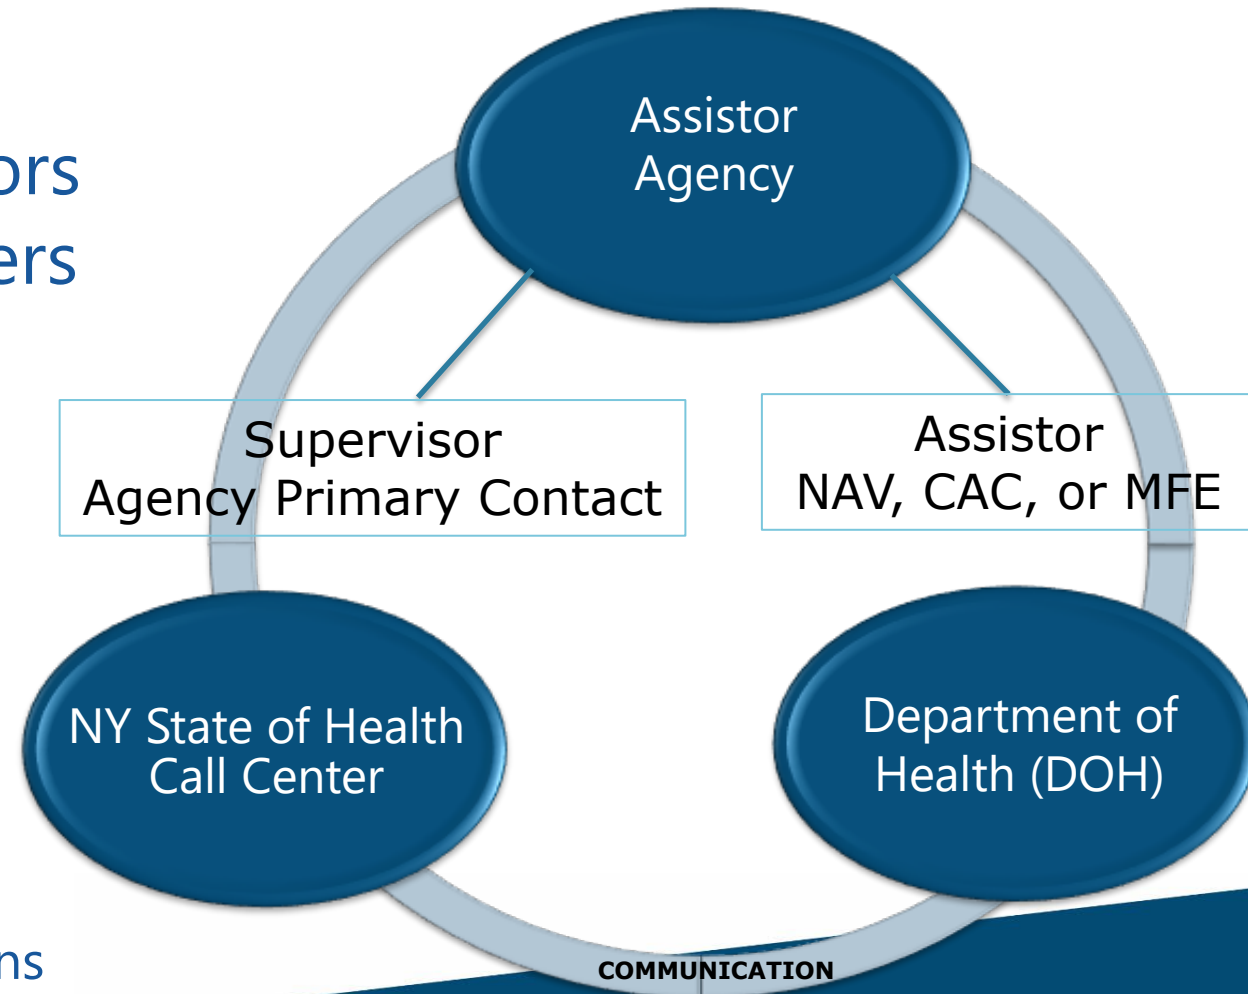 Assistor
Agency
ors
ers
Supervisor
Agency Primary Contact
Assistor
NAV, CAC, or MFE
NY State of Health
Call Center
Department of
Health (DOH)
ns
COMMUNICATION